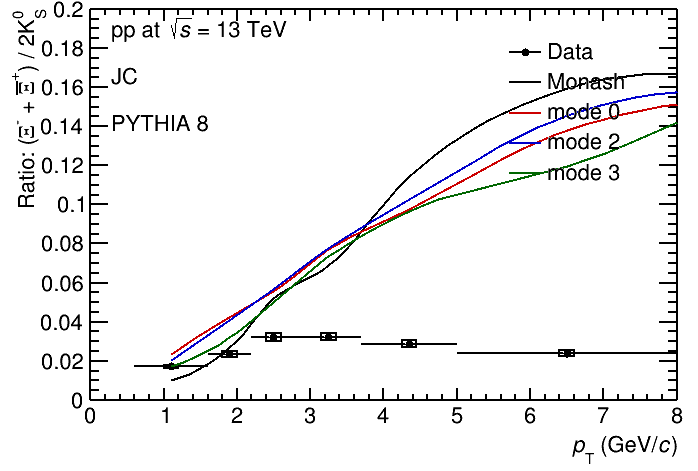 Ratio: (Ξ⁻ + Ξ̄⁺) / 2K⁰_S
0.2
0.18
0.16
0.14
0.12
0.1
0.08
0.06
0.04
0.02
0
pp at √s = 13 TeV
JC
PYTHIA 8
Data
Monash
mode 0
mode 2
mode 3
0 1 2 3 4 5 6 7 8
p_T (GeV/c)